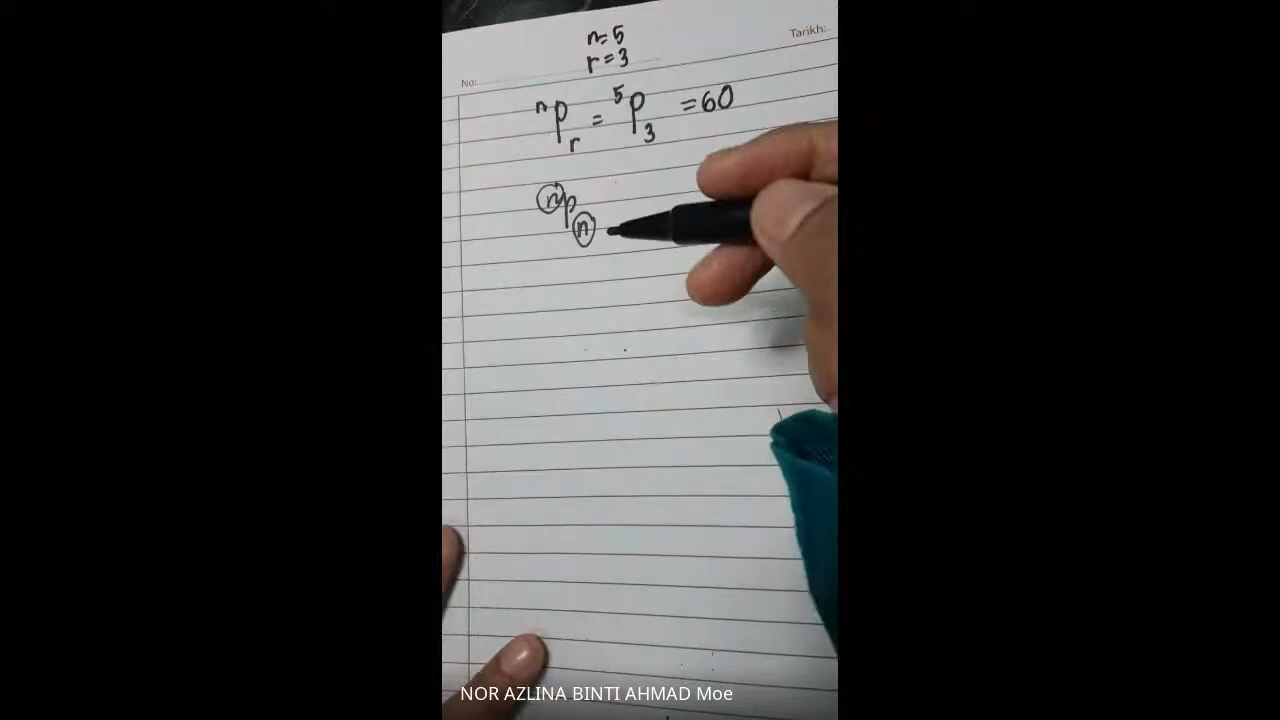 n=5
r=3
Tarikh:
No:
nPr = 5P3 = 60
nPn
NOR AZLINA BINTI AHMAD Moe